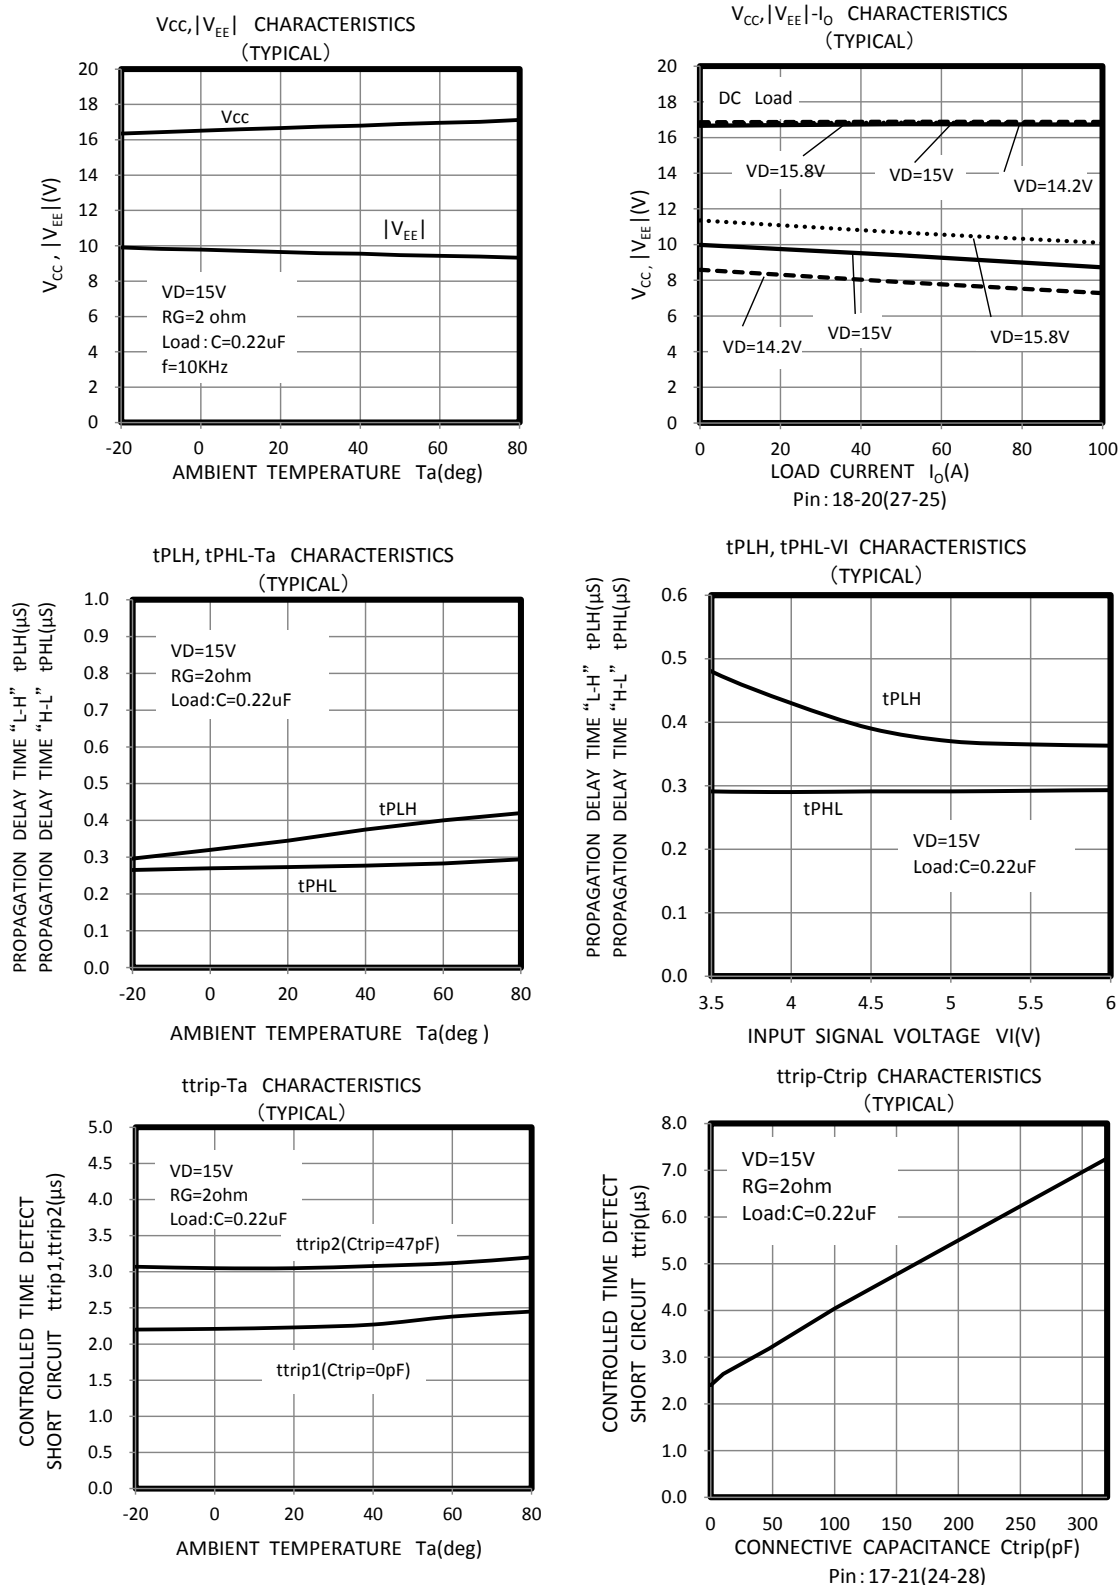 Vcc,|VEE| CHARACTERISTICS
(TYPICAL)
20
18
16
14
12
10
8
6
4
2
0
VCC, |VEE|(V)
Vcc
|VEE|
VD=15V
RG=2 ohm
Load : C=0.22uF
f=10KHz
-20 0 20 40 60 80
AMBIENT TEMPERATURE Ta(deg)
VCC,|VEE|-IO CHARACTERISTICS
(TYPICAL)
20
18
16
14
12
10
8
6
4
2
0
VCC, |VEE|(V)
DC Load
VD=15.8V
VD=15V
VD=14.2V
VD=14.2V
VD=15V
VD=15.8V
0 20 40 60 80 100
LOAD CURRENT IO(A)
Pin : 18-20(27-25)
tPLH, tPHL-Ta CHARACTERISTICS
(TYPICAL)
PROPAGATION DELAY TIME “L-H” tPLH(μS)
PROPAGATION DELAY TIME “H-L” tPHL(μS)
1.0
0.9
0.8
0.7
0.6
0.5
0.4
0.3
0.2
0.1
0.0
VD=15V
RG=2ohm
Load:C=0.22uF
tPLH
tPHL
-20 0 20 40 60 80
AMBIENT TEMPERATURE Ta(deg )
tPLH, tPHL-VI CHARACTERISTICS
(TYPICAL)
PROPAGATION DELAY TIME “L-H” tPLH(μS)
PROPAGATION DELAY TIME “H-L” tPHL(μS)
0.6
0.5
0.4
0.3
0.2
0.1
0.0
tPLH
tPHL
VD=15V
Load:C=0.22uF
3.5 4 4.5 5 5.5 6
INPUT SIGNAL VOLTAGE VI(V)
ttrip-Ta CHARACTERISTICS
(TYPICAL)
CONTROLLED TIME DETECT
SHORT CIRCUIT ttrip1,ttrip2(μs)
5.0
4.5
4.0
3.5
3.0
2.5
2.0
1.5
1.0
0.5
0.0
VD=15V
RG=2ohm
Load:C=0.22uF
ttrip2(Ctrip=47pF)
ttrip1(Ctrip=0pF)
-20 0 20 40 60 80
AMBIENT TEMPERATURE Ta(deg)
ttrip-Ctrip CHARACTERISTICS
(TYPICAL)
CONTROLLED TIME DETECT
SHORT CIRCUIT ttrip(μs)
8.0
7.0
6.0
5.0
4.0
3.0
2.0
1.0
0.0
VD=15V
RG=2ohm
Load:C=0.22uF
0 50 100 150 200 250 300
CONNECTIVE CAPACITANCE Ctrip(pF)
Pin : 17-21(24-28)